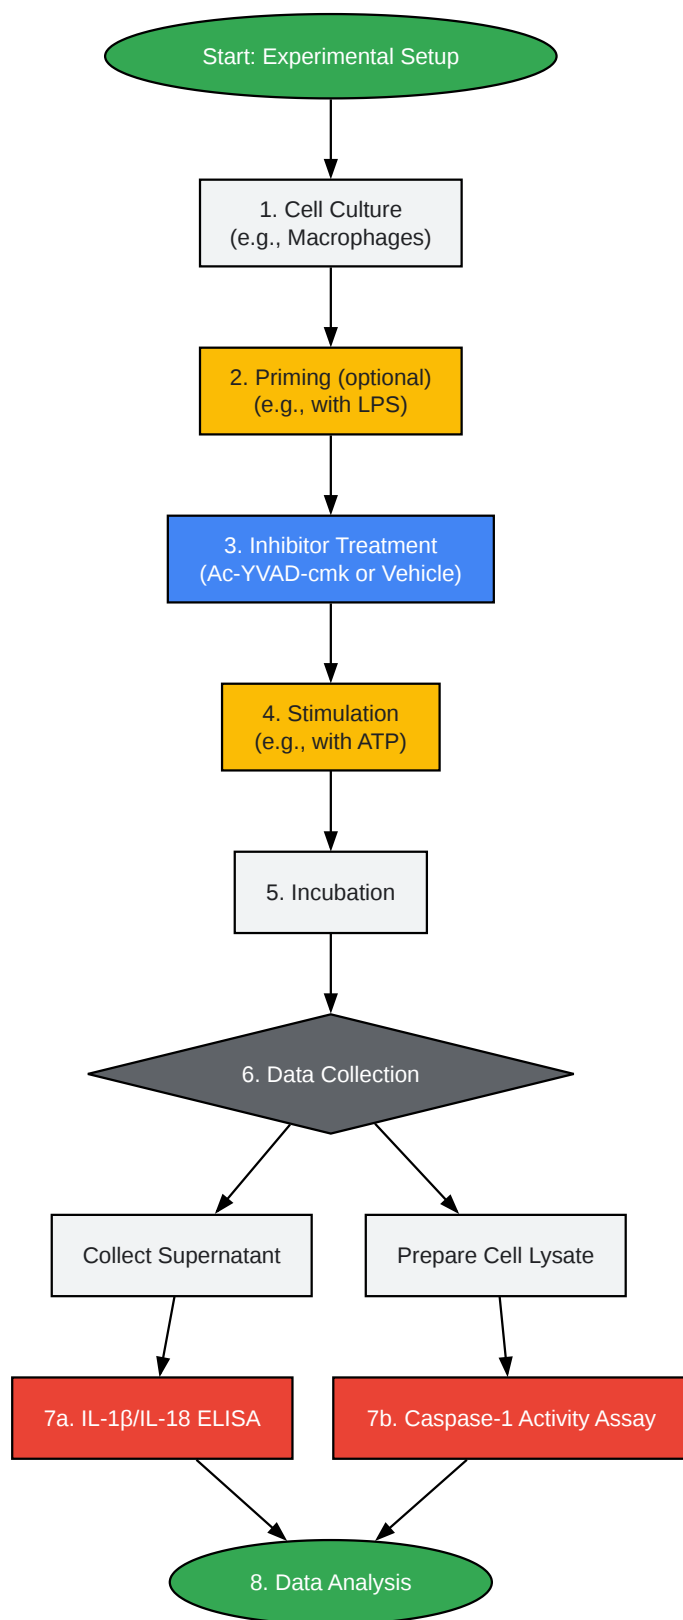 Start: Experimental Setup
1. Cell Culture
(e.g., Macrophages)
2. Priming (optional)
(e.g., with LPS)
3. Inhibitor Treatment
(Ac-YVAD-cmk or Vehicle)
4. Stimulation
(e.g., with ATP)
5. Incubation
6. Data Collection
Collect Supernatant
Prepare Cell Lysate
7a. IL-1β/IL-18 ELISA
7b. Caspase-1 Activity Assay
8. Data Analysis